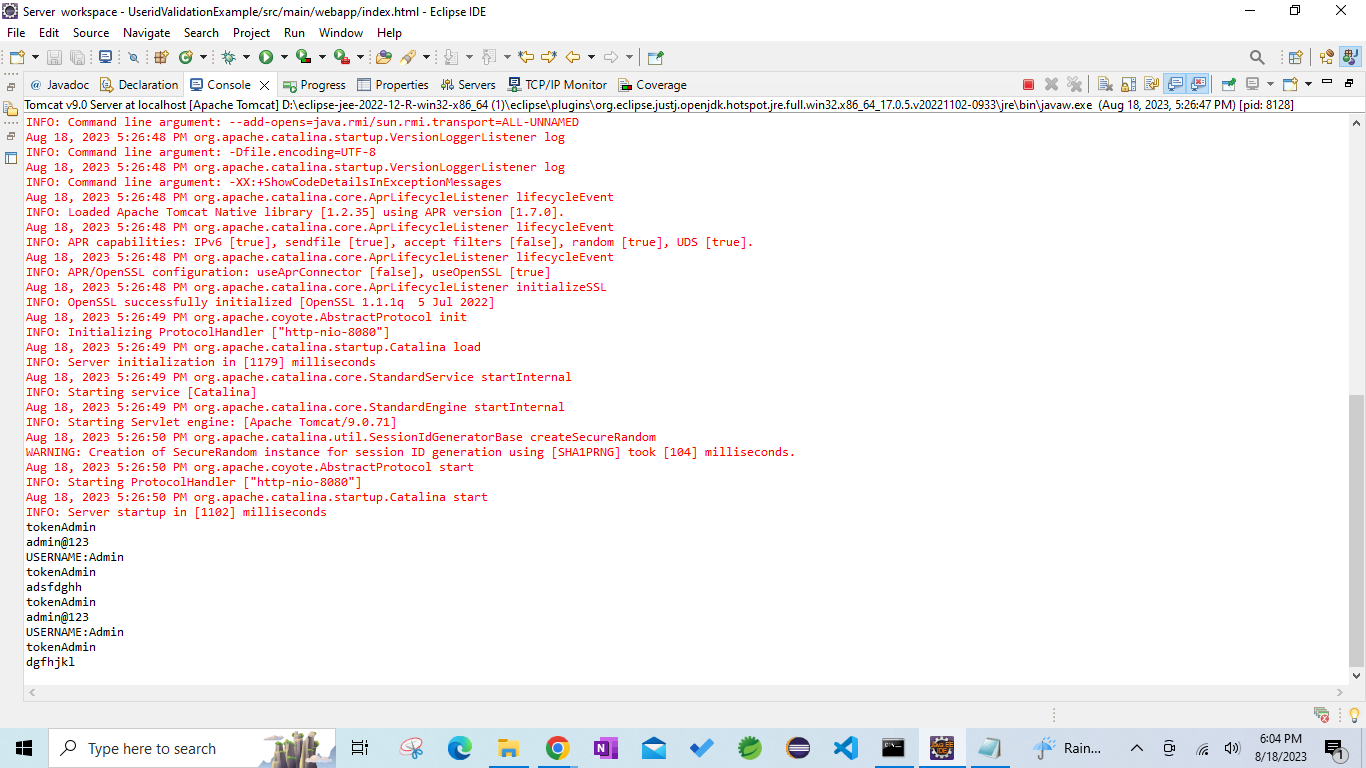 Server workspace - UseridValidationExample/src/main/webapp/index.html - Eclipse IDE
File Edit Source Navigate Search Project Run Window Help
@ Javadoc Declaration Console Progress Properties Servers TCP/IP Monitor Coverage
Tomcat v9.0 Server at localhost [Apache Tomcat] D:\eclipse-jee-2022-12-R-win32-x86_64 (1)\eclipse\plugins\org.eclipse.justj.openjdk.hotspot.jre.full.win32.x86_64_17.0.5.v20221102-0933\jre\bin\javaw.exe (Aug 18, 2023, 5:26:47 PM) [pid: 8128]
INFO: Command line argument: --add-opens=java.rmi/sun.rmi.transport=ALL-UNNAMED
Aug 18, 2023 5:26:48 PM org.apache.catalina.startup.VersionLoggerListener log
INFO: Command line argument: -Dfile.encoding=UTF-8
Aug 18, 2023 5:26:48 PM org.apache.catalina.startup.VersionLoggerListener log
INFO: Command line argument: -XX:+ShowCodeDetailsInExceptionMessages
Aug 18, 2023 5:26:48 PM org.apache.catalina.core.AprLifecycleListener lifecycleEvent
INFO: Loaded Apache Tomcat Native library [1.2.35] using APR version [1.7.0].
Aug 18, 2023 5:26:48 PM org.apache.catalina.core.AprLifecycleListener lifecycleEvent
INFO: APR capabilities: IPv6 [true], sendfile [true], accept filters [false], random [true], UDS [true].
Aug 18, 2023 5:26:48 PM org.apache.catalina.core.AprLifecycleListener lifecycleEvent
INFO: APR/OpenSSL configuration: useAprConnector [false], useOpenSSL [true]
Aug 18, 2023 5:26:48 PM org.apache.catalina.core.AprLifecycleListener initializeSSL
INFO: OpenSSL successfully initialized [OpenSSL 1.1.1q  5 Jul 2022]
Aug 18, 2023 5:26:49 PM org.apache.coyote.AbstractProtocol init
INFO: Initializing ProtocolHandler ["http-nio-8080"]
Aug 18, 2023 5:26:49 PM org.apache.catalina.startup.Catalina load
INFO: Server initialization in [1179] milliseconds
Aug 18, 2023 5:26:49 PM org.apache.catalina.core.StandardService startInternal
INFO: Starting service [Catalina]
Aug 18, 2023 5:26:49 PM org.apache.catalina.core.StandardEngine startInternal
INFO: Starting Servlet engine: [Apache Tomcat/9.0.71]
Aug 18, 2023 5:26:50 PM org.apache.catalina.util.SessionIdGeneratorBase createSecureRandom
WARNING: Creation of SecureRandom instance for session ID generation using [SHA1PRNG] took [104] milliseconds.
Aug 18, 2023 5:26:50 PM org.apache.coyote.AbstractProtocol start
INFO: Starting ProtocolHandler ["http-nio-8080"]
Aug 18, 2023 5:26:50 PM org.apache.catalina.startup.Catalina start
INFO: Server startup in [1102] milliseconds
tokenAdmin
admin@123
USERNAME:Admin
tokenAdmin
adsfdghh
tokenAdmin
admin@123
USERNAME:Admin
tokenAdmin
dgfhjkl
Type here to search
Rain...
6:04 PM
8/18/2023
1